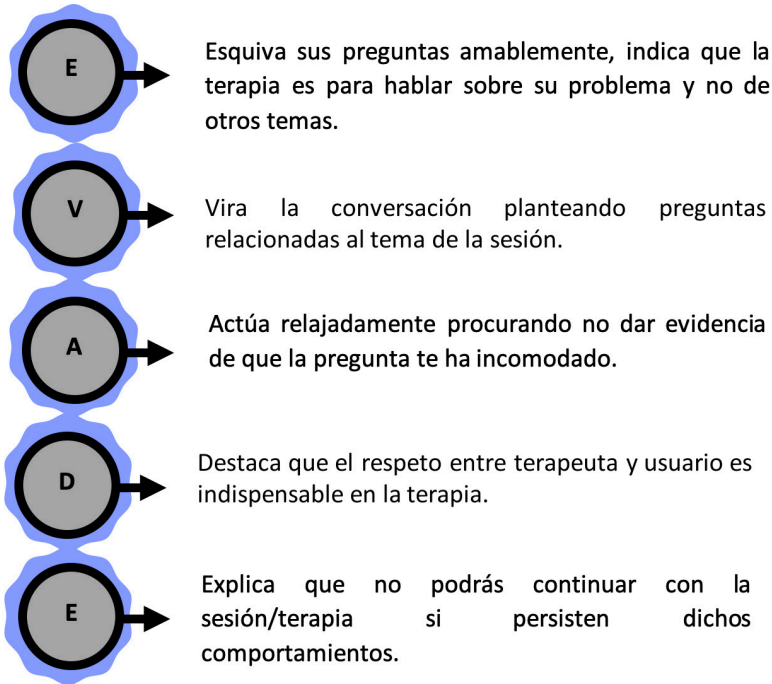 E
Esquiva sus preguntas amablemente, indica que la
terapia es para hablar sobre su problema y no de
otros temas.
V
Vira la conversación planteando preguntas
relacionadas al tema de la sesión.
A
Actúa relajadamente procurando no dar evidencia
de que la pregunta te ha incomodado.
D
Destaca que el respeto entre terapeuta y usuario es
indispensable en la terapia.
E
Explica que no podrás continuar con la
sesión/terapia si persisten dichos
comportamientos.